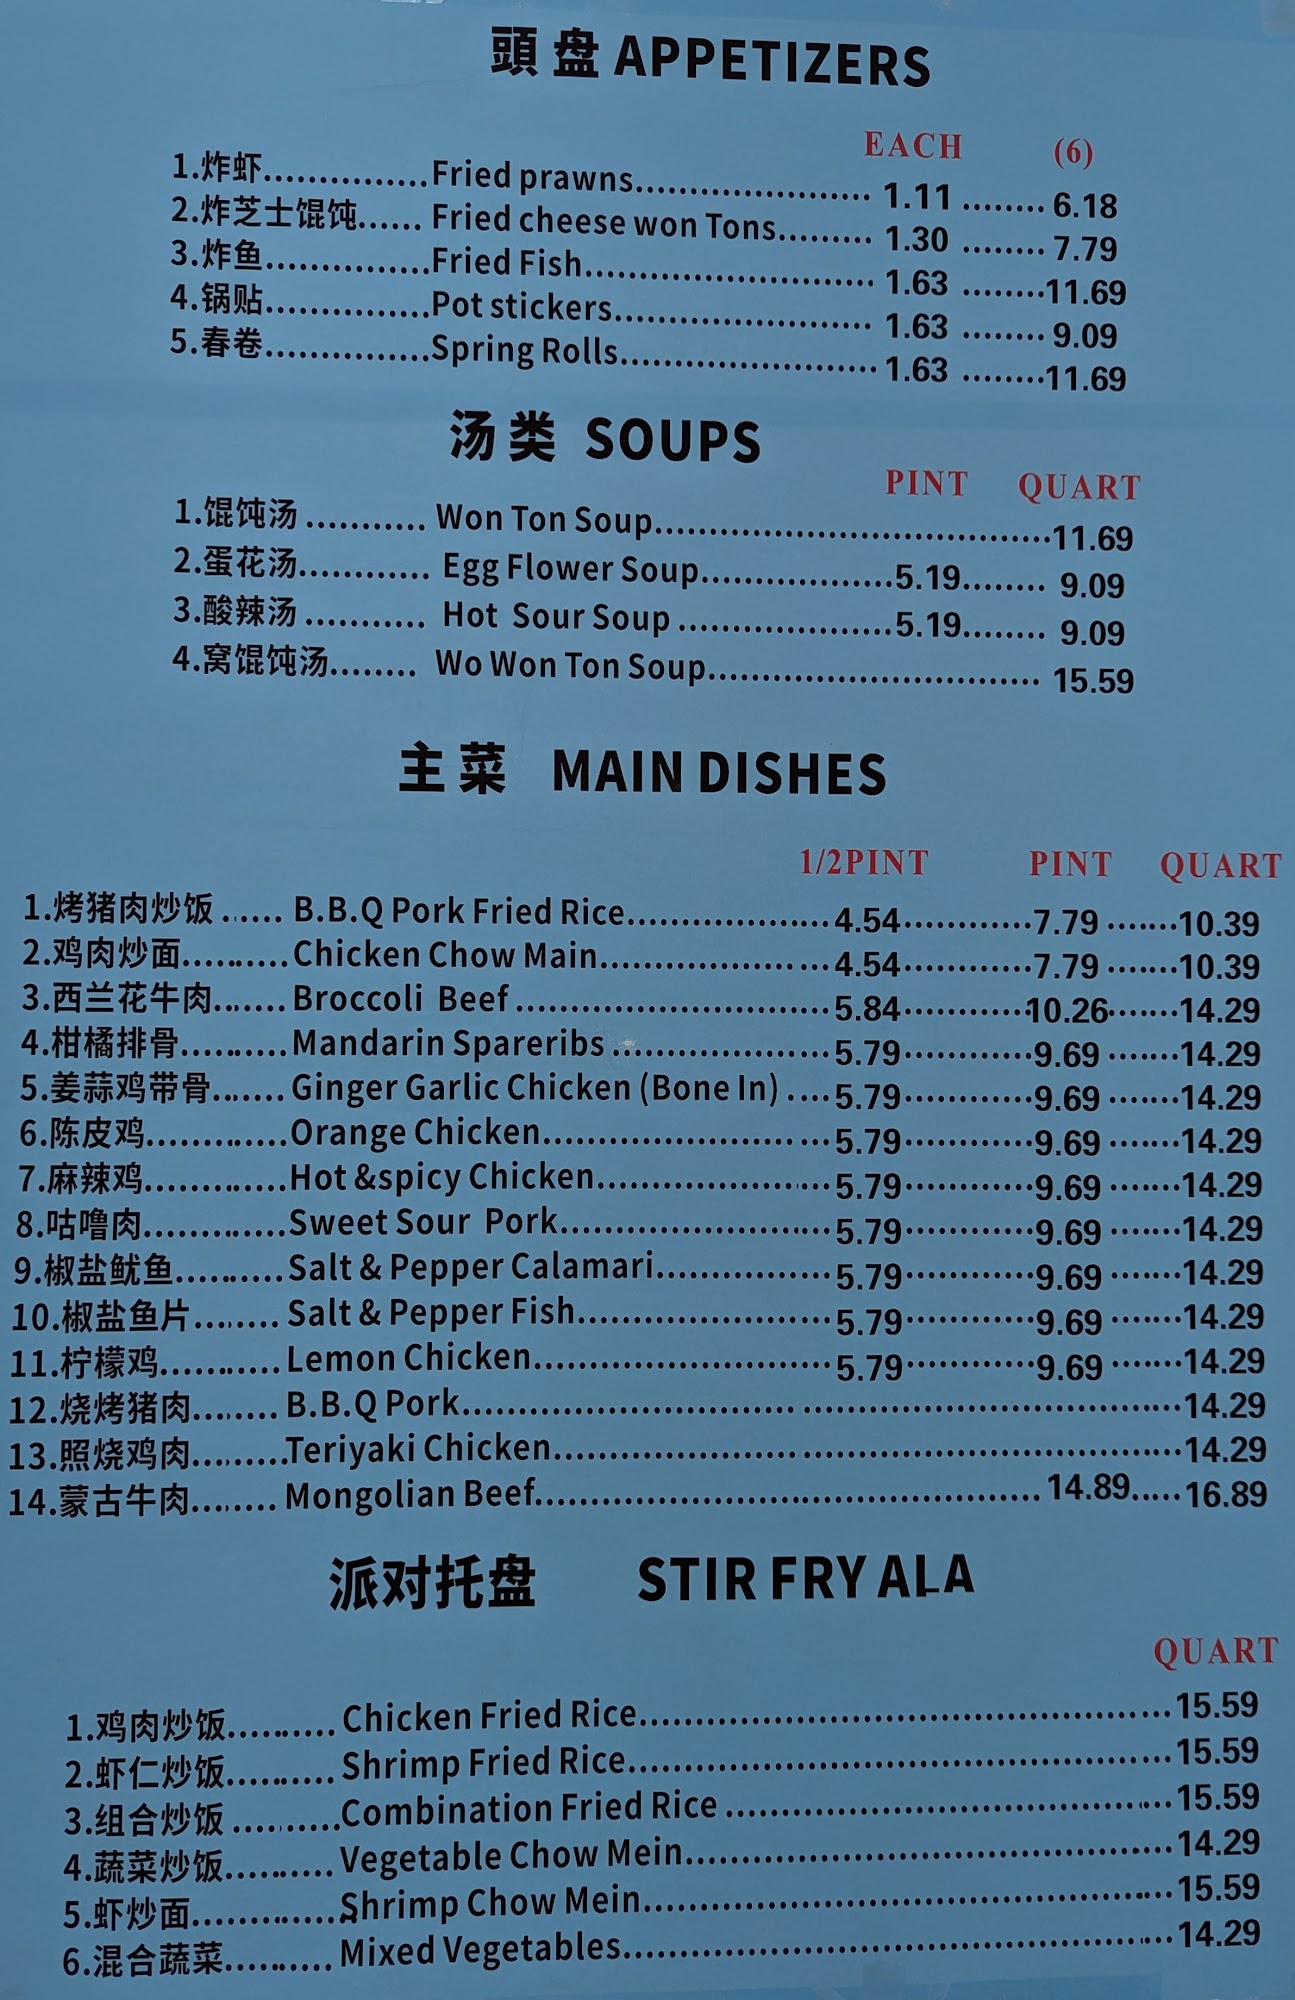 頭盘 APPETIZERS
EACH (6)
1.炸虾...............Fried prawns...................... 1.11 ........ 6.18
2.炸芝士馄饨...... Fried cheese won Tons......... 1.30 ........ 7.79
3.炸鱼...............Fried Fish........................... 1.63 ........11.69
4.锅贴...............Pot stickers........................ 1.63 ........ 9.09
5.春卷...............Spring Rolls........................ 1.63 ........11.69
汤类 SOUPS
PINT QUART
1.馄饨汤 ........... Won Ton Soup.....................................11.69
2.蛋花汤............ Egg Flower Soup..................5.19........ 9.09
3.酸辣汤 ........... Hot Sour Soup ....................5.19........ 9.09
4.窝馄饨汤........ Wo Won Ton Soup............................... 15.59
主菜 MAIN DISHES
1/2PINT PINT QUART
1.烤猪肉炒饭 ...... B.B.Q Pork Fried Rice...................4.54............7.79 .......10.39
2.鸡肉炒面..........Chicken Chow Main.....................4.54............7.79 .......10.39
3.西兰花牛肉.......Broccoli Beef .............................5.84............10.26.......14.29
4.柑橘排骨..........Mandarin Spareribs ....................5.79............9.69 .......14.29
5.姜蒜鸡带骨.......Ginger Garlic Chicken (Bone In) ....5.79............9.69 .......14.29
6.陈皮鸡.............Orange Chicken..........................5.79............9.69 .......14.29
7.麻辣鸡.............Hot &spicy Chicken.....................5.79............9.69 .......14.29
8.咕噜肉.............Sweet Sour Pork.........................5.79............9.69 .......14.29
9.椒盐鱿鱼..........Salt & Pepper Calamari................5.79............9.69 .......14.29
10.椒盐鱼片........ Salt & Pepper Fish.......................5.79............9.69 .......14.29
11.柠檬鸡...........Lemon Chicken...........................5.79............9.69 .......14.29
12.烧烤猪肉........ B.B.Q Pork..................................................................14.29
13.照烧鸡肉.........Teriyaki Chicken..........................................................14.29
14.蒙古牛肉........ Mongolian Beef.............................................. 14.89.....16.89
派对托盘 STIR FRY ALA
QUART
1.鸡肉炒饭.......... Chicken Fried Rice.................................................15.59
2.虾仁炒饭.......... Shrimp Fried Rice..................................................15.59
3.组合炒饭 ..........Combination Fried Rice .........................................15.59
4.蔬菜炒饭.......... Vegetable Chow Mein............................................14.29
5.虾炒面...............Shrimp Chow Mein................................................15.59
6.混合蔬菜.......... Mixed Vegetables..................................................14.29